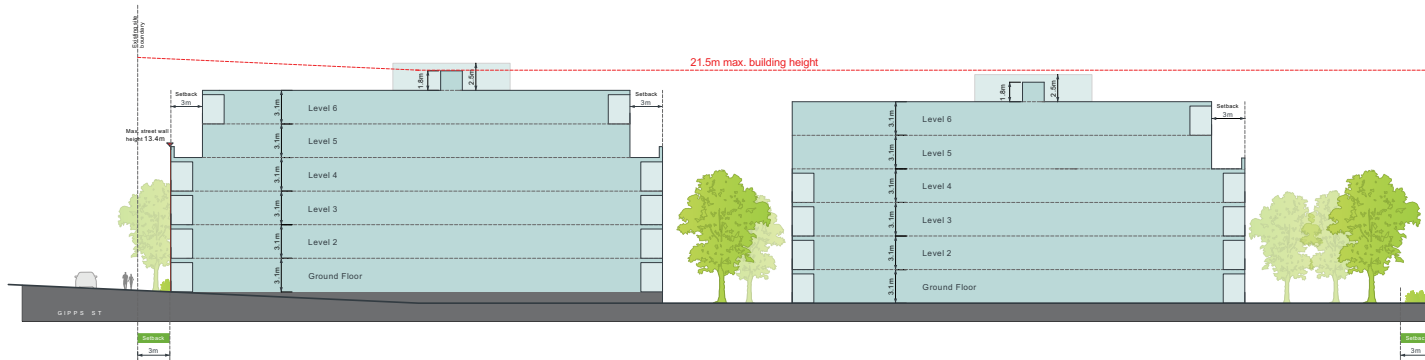 Existing site
boundary
21.5m max. building height
1.8m
2.5m
1.8m
2.5m
Setback
3m
Setback
3m
Setback
3m
Max. street wall
height 13.4m
3.1m
Level 6
3.1m
Level 5
3.1m
Level 4
3.1m
Level 3
3.1m
Level 2
3.1m
Ground Floor
3.1m
Level 6
3.1m
Level 5
3.1m
Level 4
3.1m
Level 3
3.1m
Level 2
3.1m
Ground Floor
GIPPS ST
Setback
3m
Setback
3m